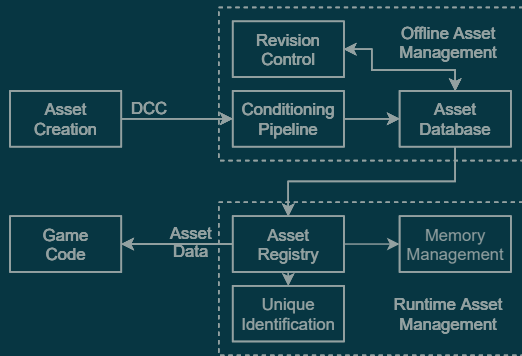 Revision
Control
Offline Asset
Management
Asset
Creation
DCC
Conditioning
Pipeline
Asset
Database
Game
Code
Asset
Data
Asset
Registry
Memory
Management
Unique
Identification
Runtime Asset
Management